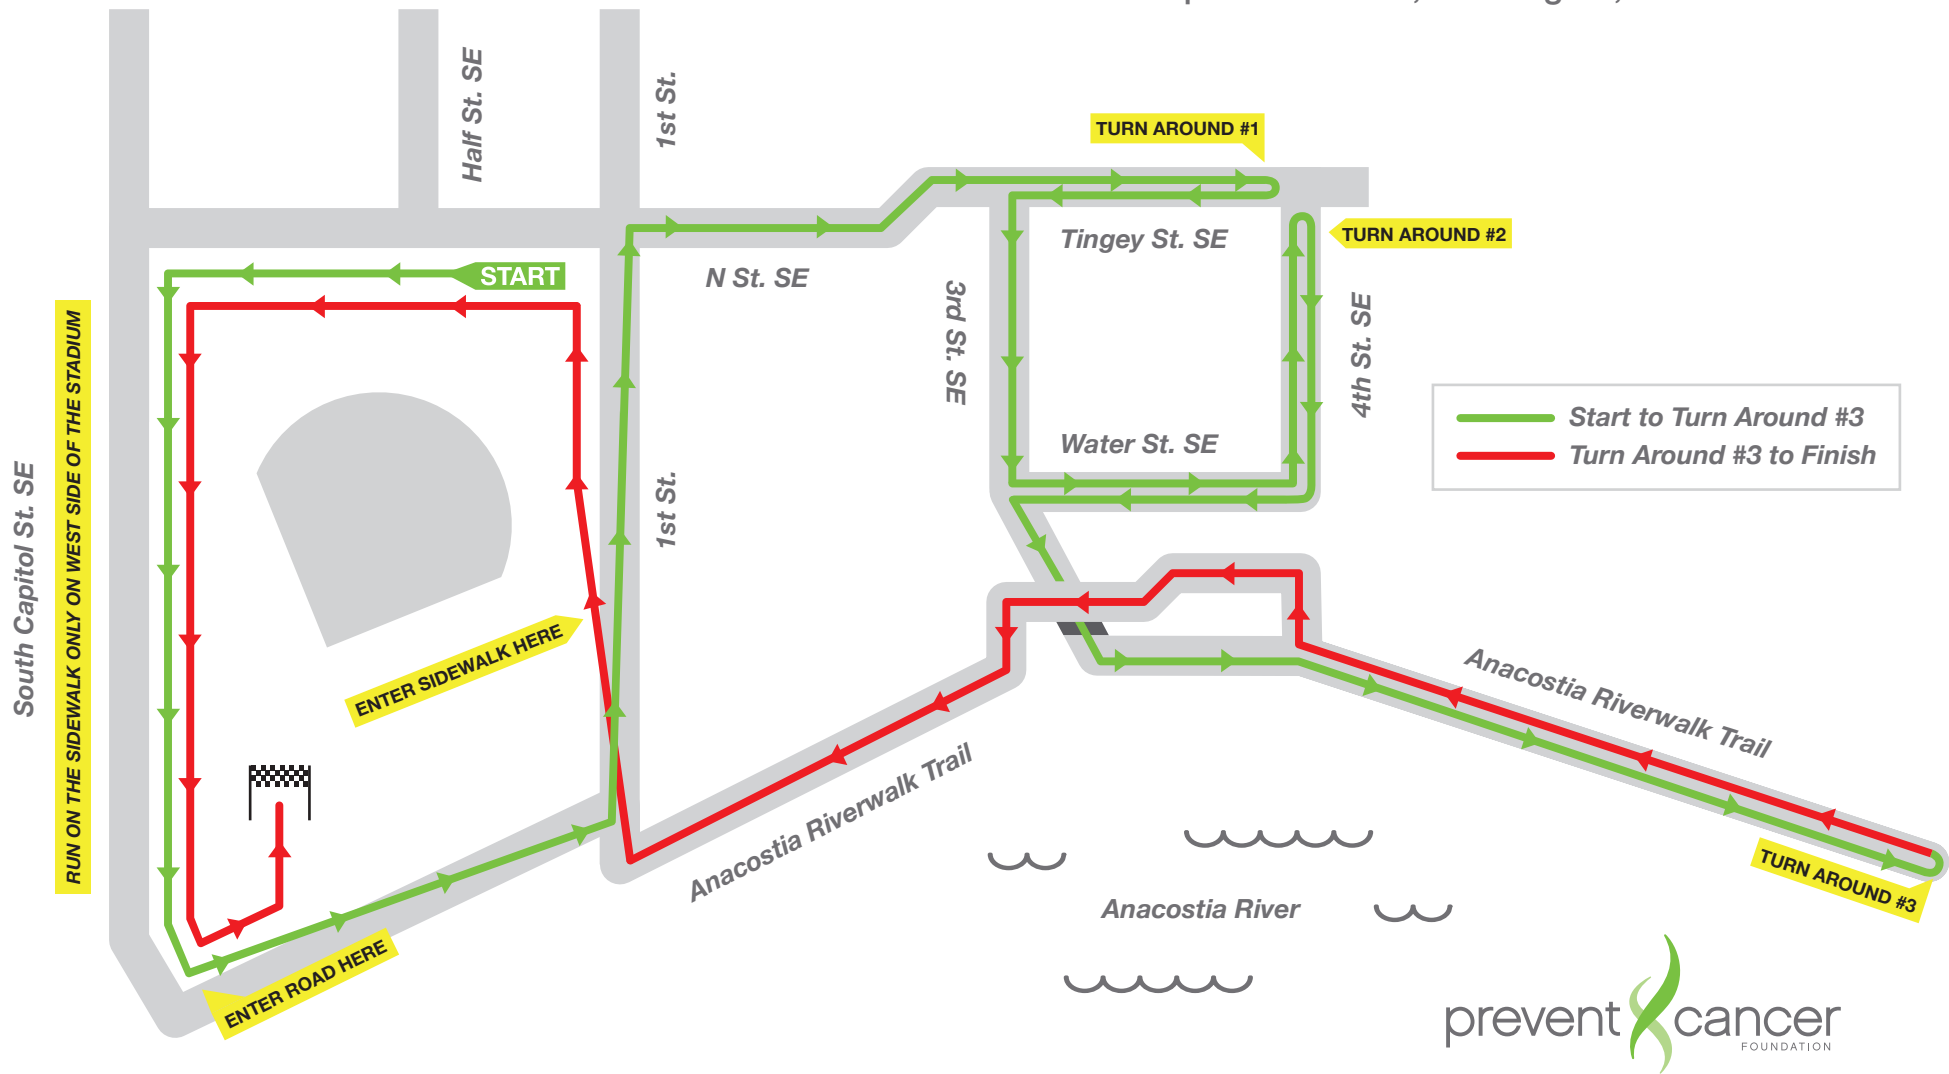 Half St. SE
1st St.
TURN AROUND #1
Tingey St. SE
TURN AROUND #2
START
N St. SE
3rd St. SE
4th St. SE
RUN ON THE SIDEWALK ONLY ON WEST SIDE OF THE STADIUM
South Capitol St. SE
Water St. SE
1st St.
Start to Turn Around #3
Turn Around #3 to Finish
ENTER SIDEWALK HERE
Anacostia Riverwalk Trail
Anacostia Riverwalk Trail
TURN AROUND #3
Anacostia River
ENTER ROAD HERE
prevent cancer
FOUNDATION